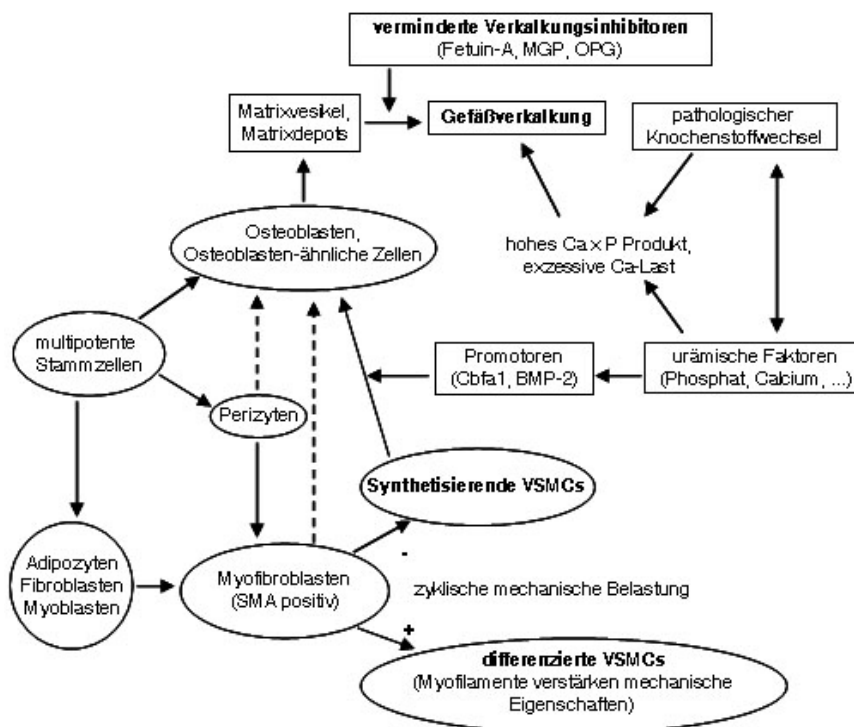 verminderte Verkalkungsinhibitoren
(Fetuin-A, MGP, OPG)
Matrixvesikel,
Matrixdepots
Gefäßverkalkung
pathologischer
Knochenstoffwechsel
Osteoblasten,
Osteoblasten-ähnliche Zellen
hohes Ca x P Produkt,
exzessive Ca-Last
multipotente
Stammzellen
Promotoren
(Cbfa1, BMP-2)
urämische Faktoren
(Phosphat, Calcium, ...)
Perizyten
Synthetisierende VSMCs
Adipozyten
Fibroblasten
Myoblasten
Myofibroblasten
(SMA positiv)
-
zyklische mechanische Belastung
+
differenzierte VSMCs
(Myofilamente verstärken mechanische
Eigenschaften)